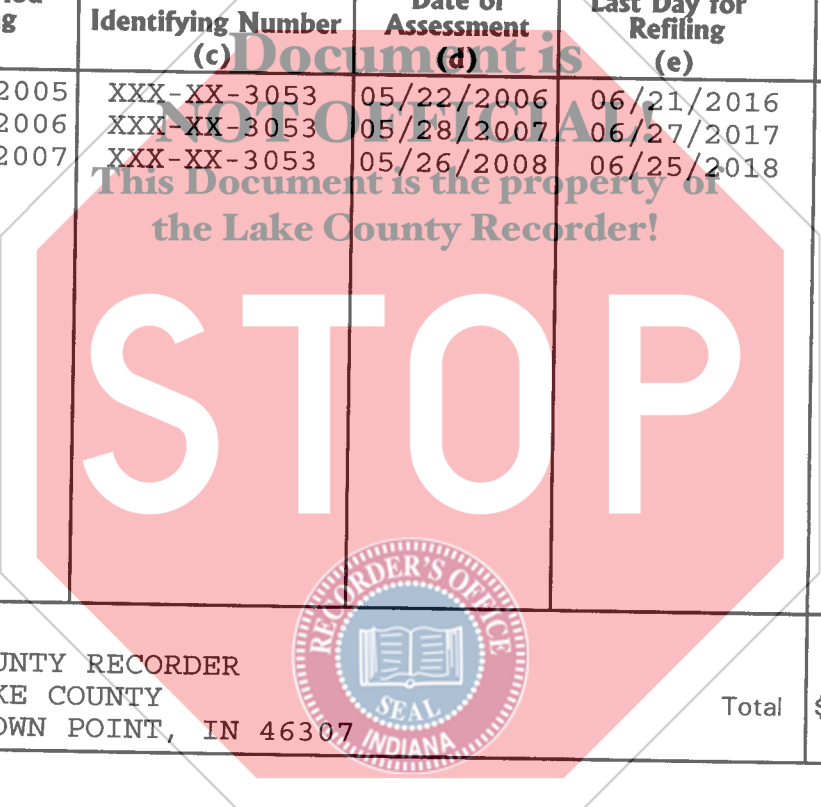 Identifying Number Date of Assessment Last Day for Refiling
(c) (d) (e)
Document is
2005 XXX-XX-3053 05/22/2006 06/21/2016
NOT OFFICIAL!
2006 XXX-XX-3053 05/28/2007 06/27/2017
2007 XXX-XX-3053 05/26/2008 06/25/2018
This Document is the property of
the Lake County Recorder!
STOP
RECORDER'S OFFICE
SEAL
INDIANA
UNTY RECORDER
KE COUNTY
OWN POINT, IN 46307
Total $